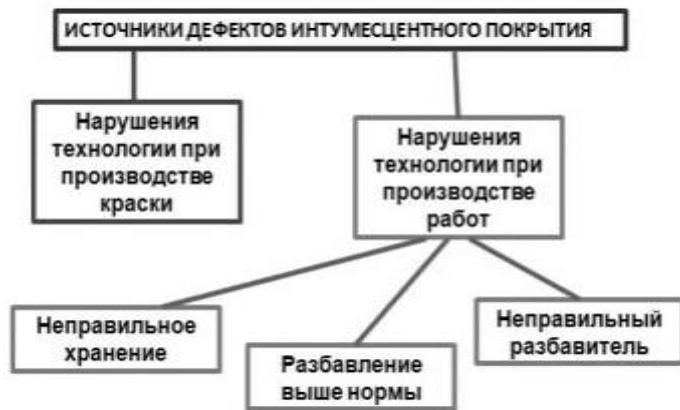 ИСТОЧНИКИ ДЕФЕКТОВ ИНТУМЕСЦЕНТНОГО ПОКРЫТИЯ
Нарушения
технологии при
производстве
краски
Нарушения
технологии при
производстве
работ
Неправильное
хранение
Разбавление
выше нормы
Неправильный
разбавитель